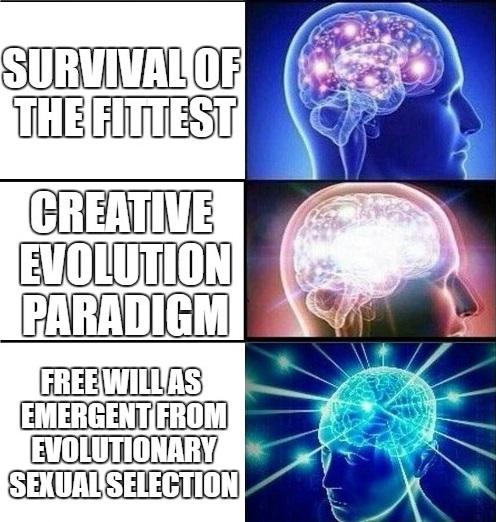 SURVIVAL OF
THE FITTEST
CREATIVE
EVOLUTION
PARADIGM
FREE WILL AS
EMERGENT FROM
EVOLUTIONARY
SEXUAL SELECTION